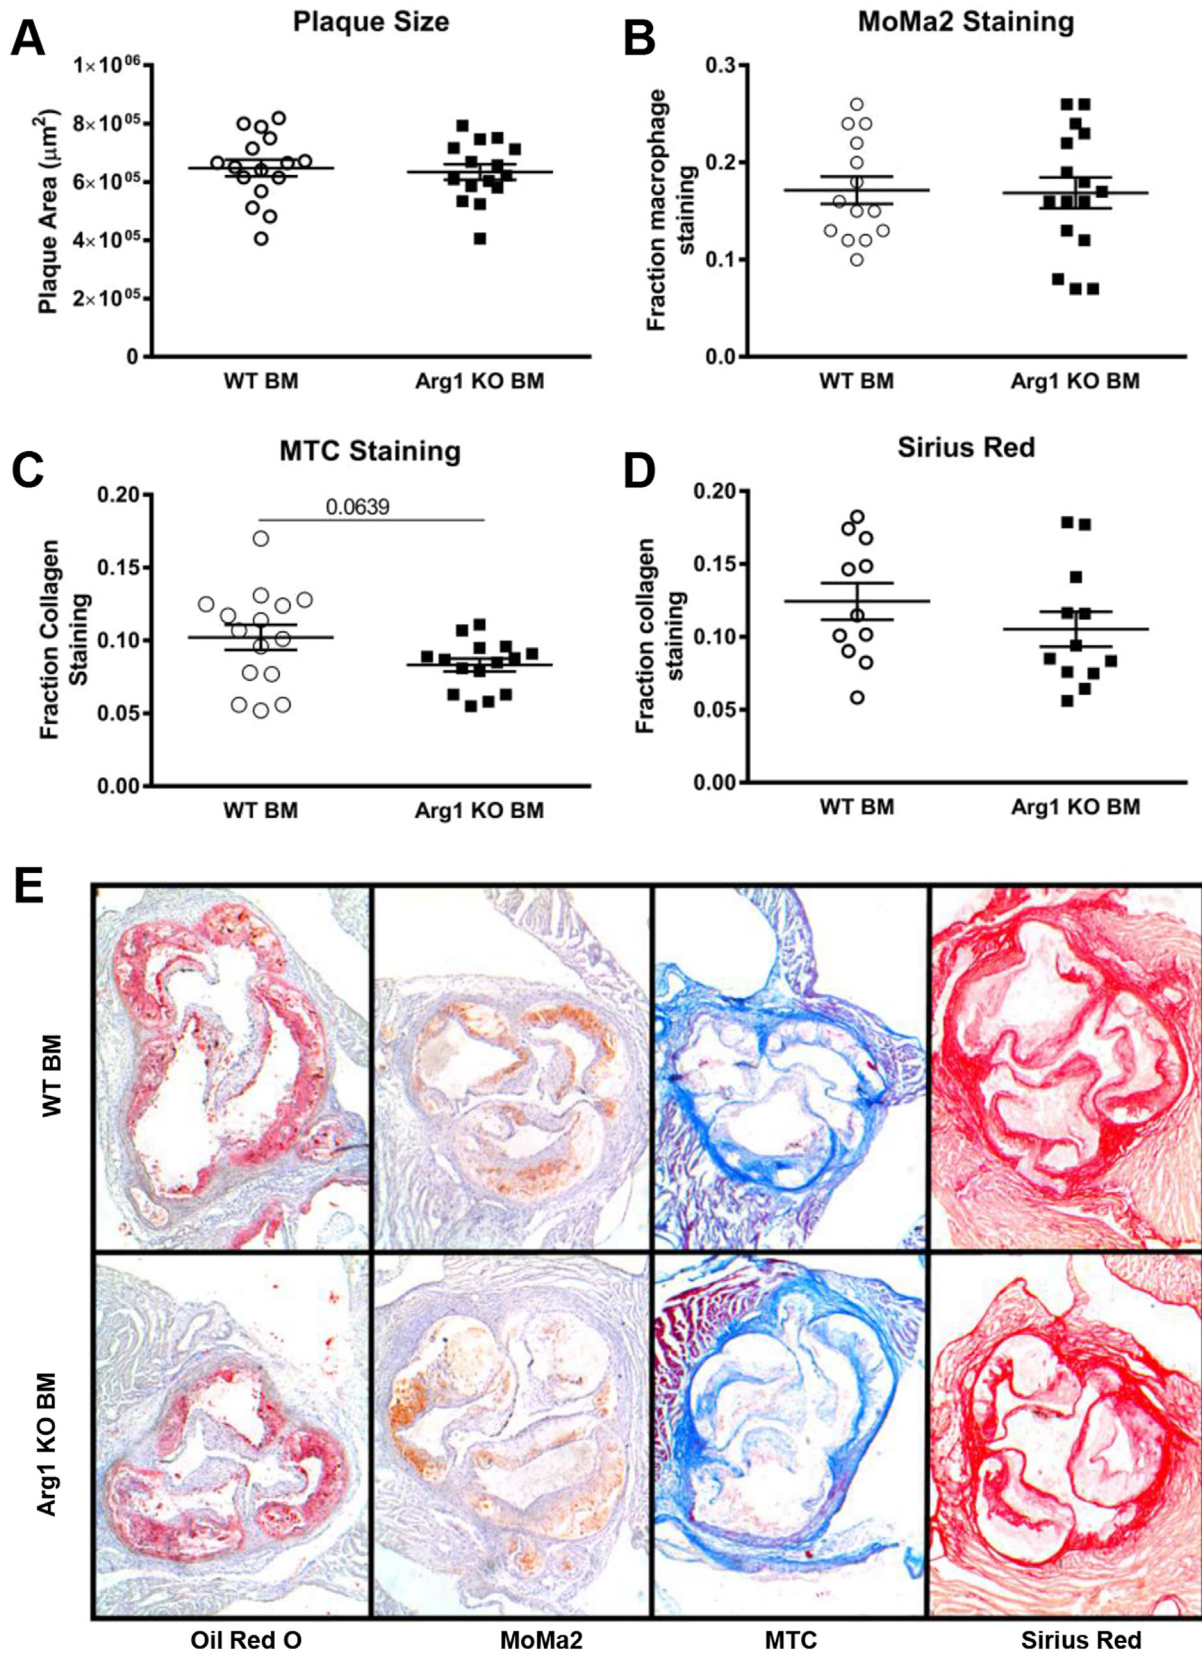 A
Plaque Size
Plaque Area (μm²)
1×10⁰⁶
8×10⁰⁵
6×10⁰⁵
4×10⁰⁵
2×10⁰⁵
0
WT BM
Arg1 KO BM
B
MoMa2 Staining
Fraction macrophage
staining
0.3
0.2
0.1
0.0
WT BM
Arg1 KO BM
C
MTC Staining
Fraction Collagen
Staining
0.20
0.15
0.10
0.05
0.00
0.0639
WT BM
Arg1 KO BM
D
Sirius Red
Fraction collagen
staining
0.20
0.15
0.10
0.05
0.00
WT BM
Arg1 KO BM
E
WT BM
Arg1 KO BM
Oil Red O
MoMa2
MTC
Sirius Red